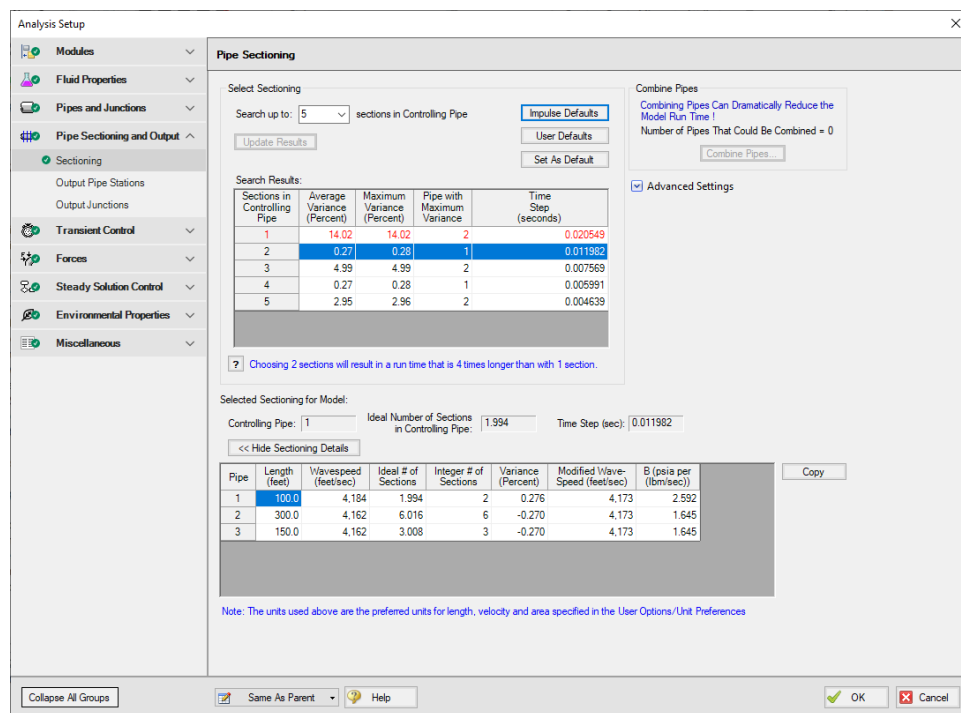 Analysis Setup
Modules
Fluid Properties
Pipes and Junctions
Pipe Sectioning and Output
Sectioning
Output Pipe Stations
Output Junctions
Transient Control
Forces
Steady Solution Control
Environmental Properties
Miscellaneous
Collapse All Groups
Pipe Sectioning
Select Sectioning
Search up to: 5 sections in Controlling Pipe
Update Results
Impulse Defaults
User Defaults
Set As Default
Search Results:
Sections in Controlling Pipe Average Variance (Percent) Maximum Variance (Percent) Pipe with Maximum Variance Time Step (seconds)
1 14.02 14.02 2 0.020549
2 0.27 0.28 1 0.011982
3 4.99 4.99 2 0.007569
4 0.27 0.28 1 0.005991
5 2.95 2.96 2 0.004639
? Choosing 2 sections will result in a run time that is 4 times longer than with 1 section.
Combine Pipes
Combining Pipes Can Dramatically Reduce the
Model Run Time !
Number of Pipes That Could Be Combined = 0
Combine Pipes...
Advanced Settings
Selected Sectioning for Model:
Controlling Pipe: 1 Ideal Number of Sections in Controlling Pipe: 1.994 Time Step (sec): 0.011982
<< Hide Sectioning Details
Pipe Length (feet) Wavespeed (feet/sec) Ideal # of Sections Integer # of Sections Variance (Percent) Modified Wave-Speed (feet/sec) B (psia per (lbm/sec))
1 100.0 4,184 1.994 2 0.276 4,173 2.592
2 300.0 4,162 6.016 6 -0.270 4,173 1.645
3 150.0 4,162 3.008 3 -0.270 4,173 1.645
Copy
Note: The units used above are the preferred units for length, velocity and area specified in the User Options/Unit Preferences
Same As Parent
Help
OK
Cancel